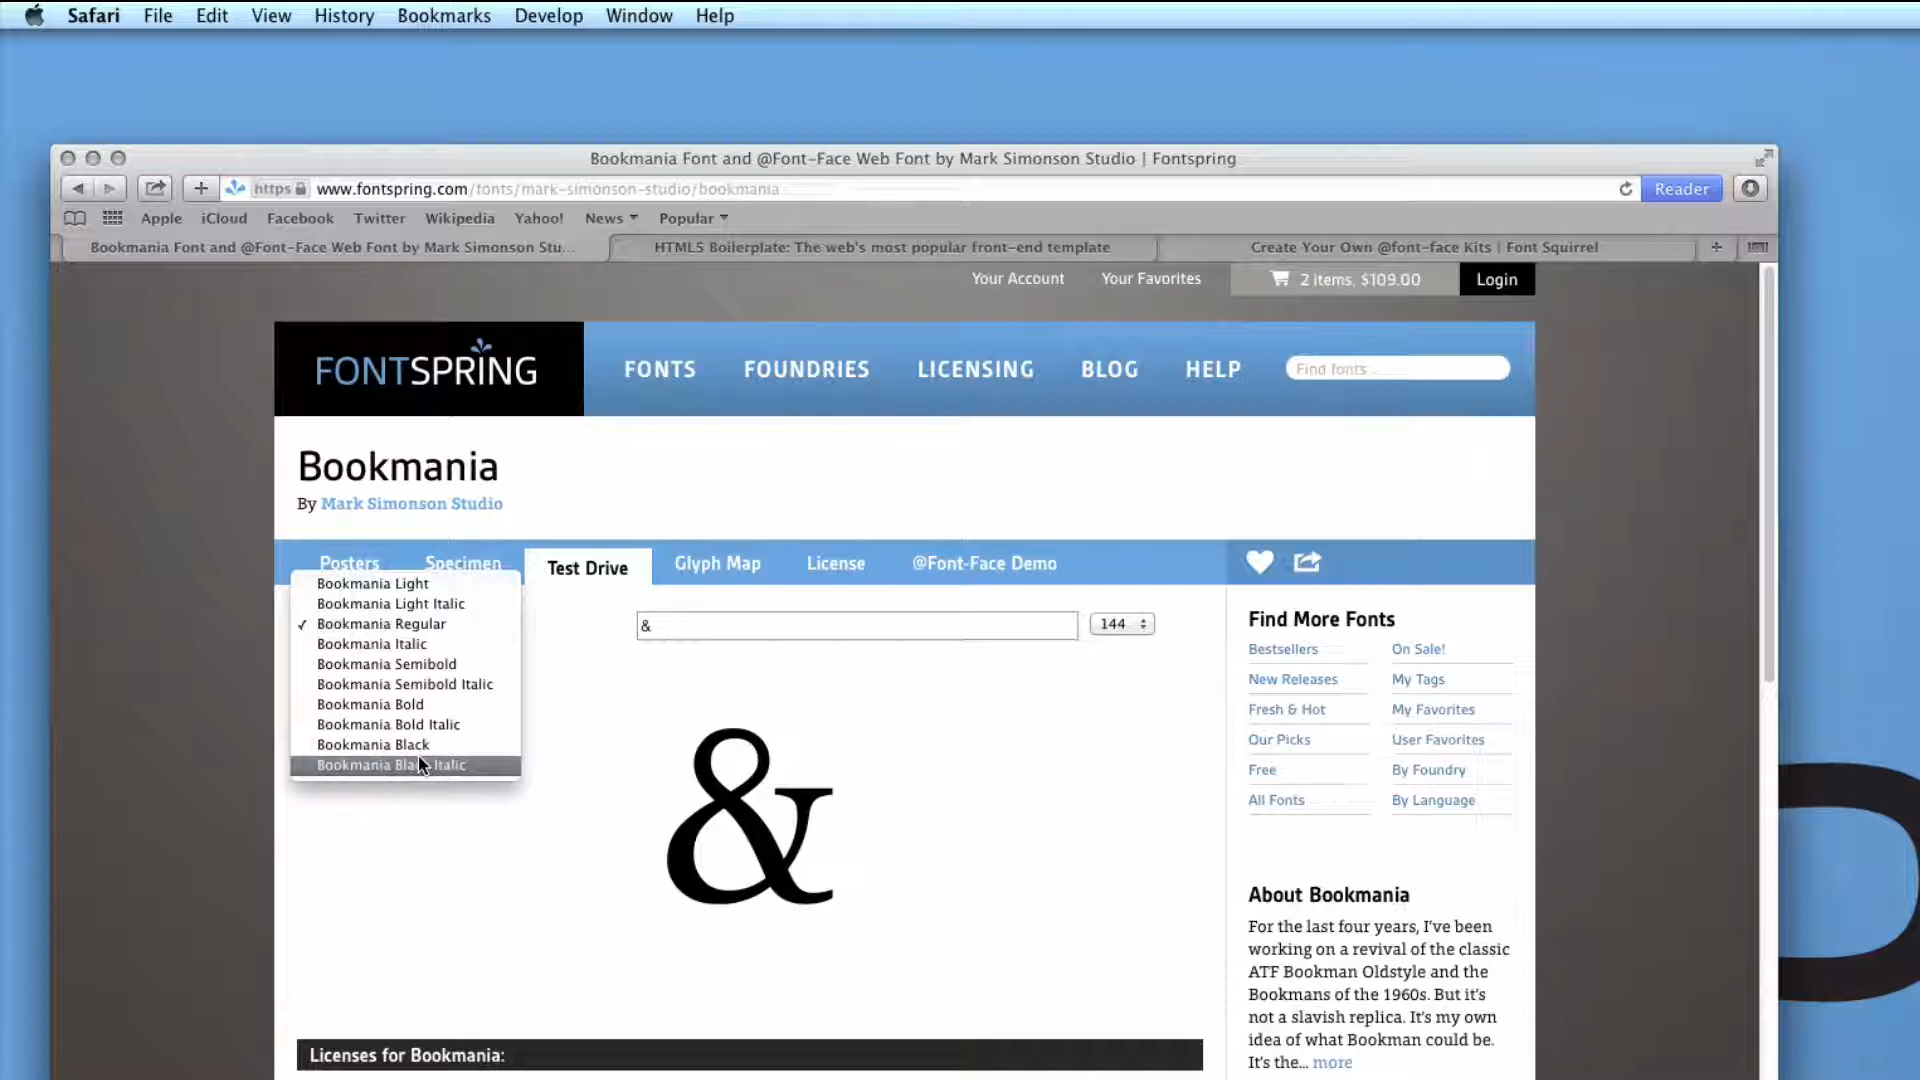 Safari File Edit View History Bookmarks Develop Window Help
Bookmania Font and @Font-Face Web Font by Mark Simonson Studio | Fontspring
https www.fontspring.com/fonts/mark-simonson-studio/bookmania Reader
Apple iCloud Facebook Twitter Wikipedia Yahoo! News Popular
Bookmania Font and @Font-Face Web Font by Mark Simonson Stu... HTML5 Boilerplate: The web's most popular front-end template Create Your Own @font-face Kits | Font Squirrel
Your Account Your Favorites 2 items, $109.00 Login
FONTSPRING FONTS FOUNDRIES LICENSING BLOG HELP Find fonts ...
Bookmania
By Mark Simonson Studio
Posters Specimen Test Drive Glyph Map License @Font-Face Demo
Bookmania Light
Bookmania Light Italic
✓ Bookmania Regular
Bookmania Italic
Bookmania Semibold
Bookmania Semibold Italic
Bookmania Bold
Bookmania Bold Italic
Bookmania Black
Bookmania Black Italic
& 144
&
Licenses for Bookmania:
Find More Fonts
Bestsellers On Sale!
New Releases My Tags
Fresh & Hot My Favorites
Our Picks User Favorites
Free By Foundry
All Fonts By Language
About Bookmania
For the last four years, I've been
working on a revival of the classic
ATF Bookman Oldstyle and the
Bookmans of the 1960s. But it's
not a slavish replica. It's my own
idea of what Bookman could be.
It's the... more